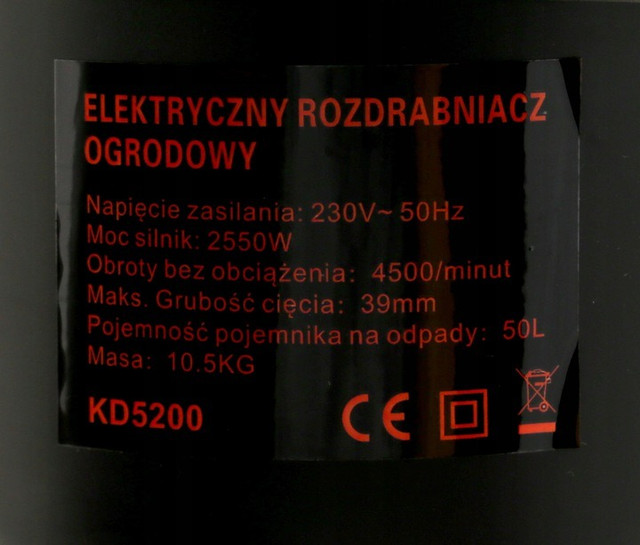 ELEKTRYCZNY ROZDRABNIACZ
OGRODOWY
Napięcie zasilania: 230V~ 50Hz
Moc silnik: 2550W
Obroty bez obciążenia: 4500/minut
Maks. Grubość cięcia: 39mm
Pojemność pojemnika na odpady: 50L
Masa: 10.5KG
KD5200 CE